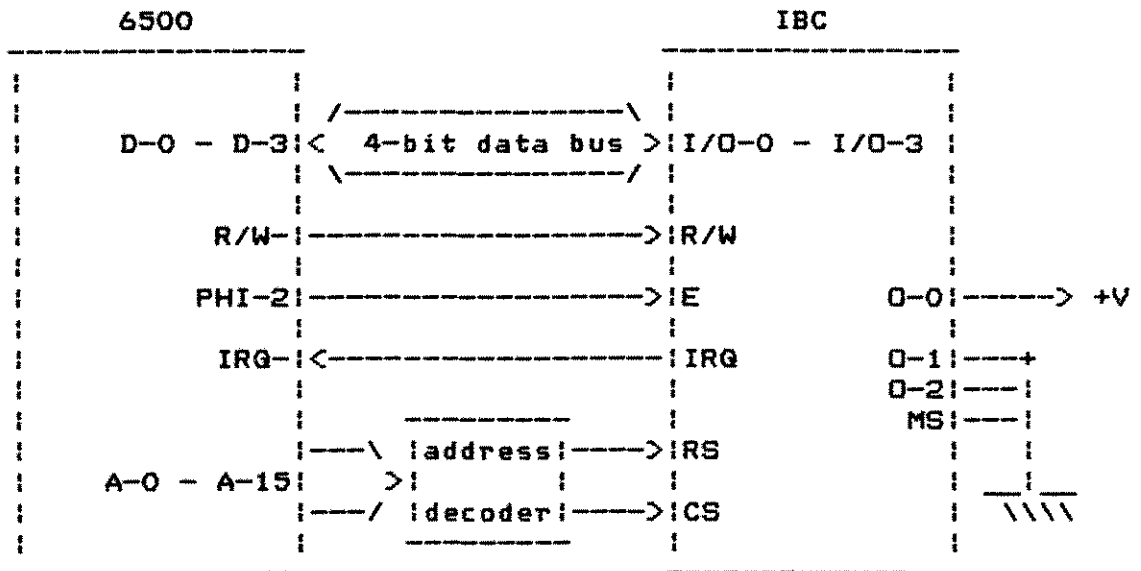 6500 IBC
D-0 - D-3 < 4-bit data bus > I/O-0 - I/O-3
R/W- R/W
PHI-2 E O-0 +V
IRQ- IRQ O-1
O-2
MS
address RS
A-0 - A-15
decoder CS